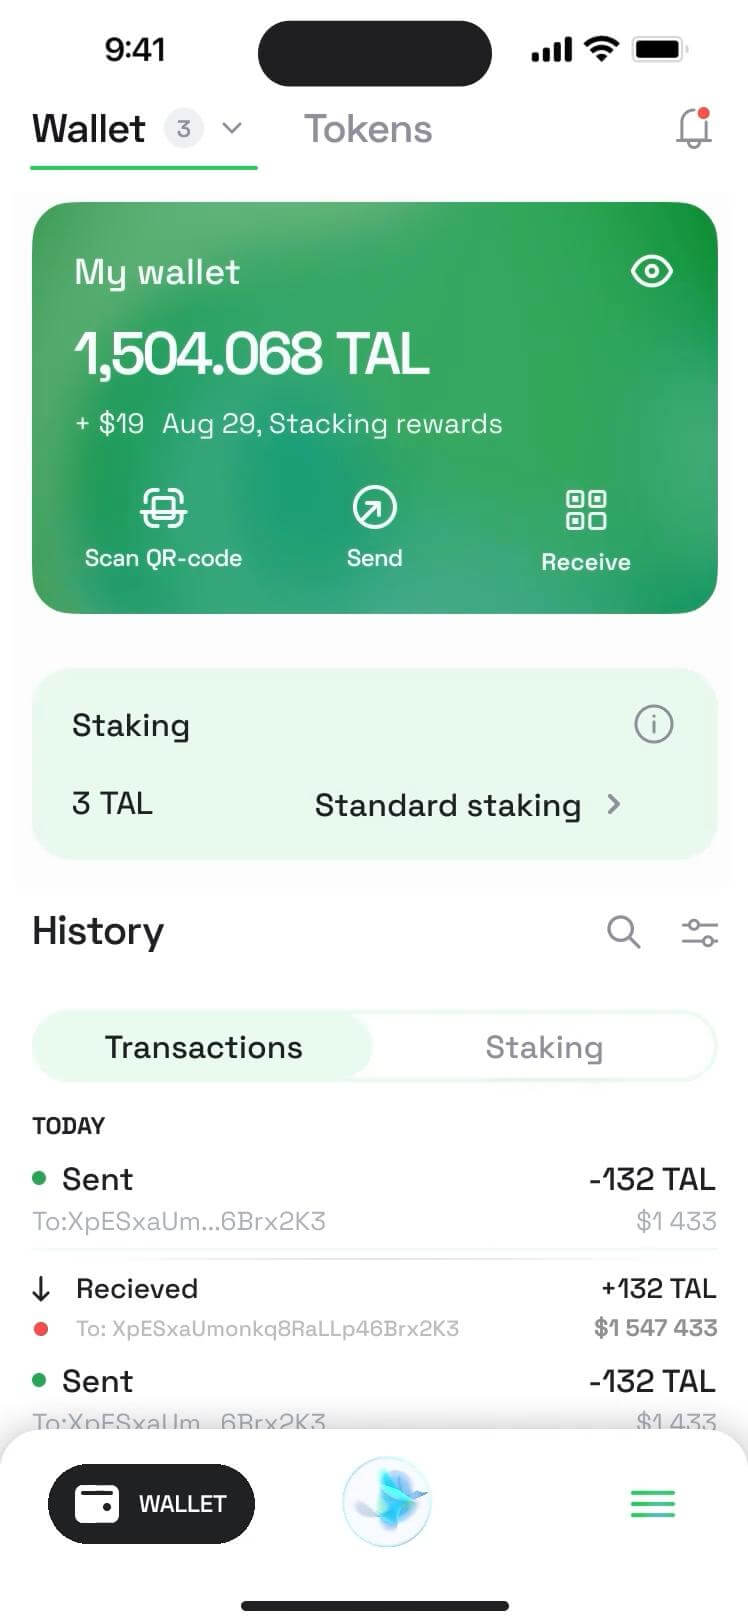 9:41
Wallet 3 Tokens
My wallet
1,504.068 TAL
+ $19 Aug 29, Stacking rewards
Scan QR-code Send Receive
Staking
3 TAL Standard staking
History
Transactions Staking
TODAY
Sent -132 TAL
To:XpESxaUm...6Brx2K3 $1 433
Recieved +132 TAL
To: XpESxaUmonkq8RaLLp46Brx2K3 $1 547 433
Sent -132 TAL
To:XpESxaUm...6Brx2K3 $1 433
WALLET